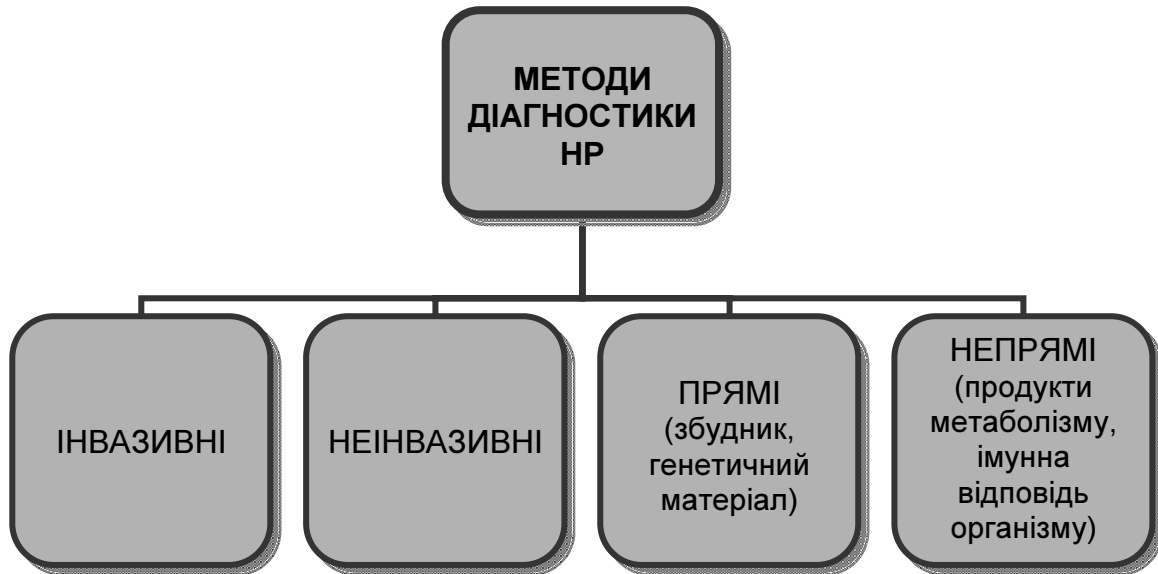 МЕТОДИ
ДІАГНОСТИКИ
НР
ІНВАЗИВНІ
НЕІНВАЗИВНІ
ПРЯМІ
(збудник,
генетичний
матеріал)
НЕПРЯМІ
(продукти
метаболізму,
імунна
відповідь
організму)